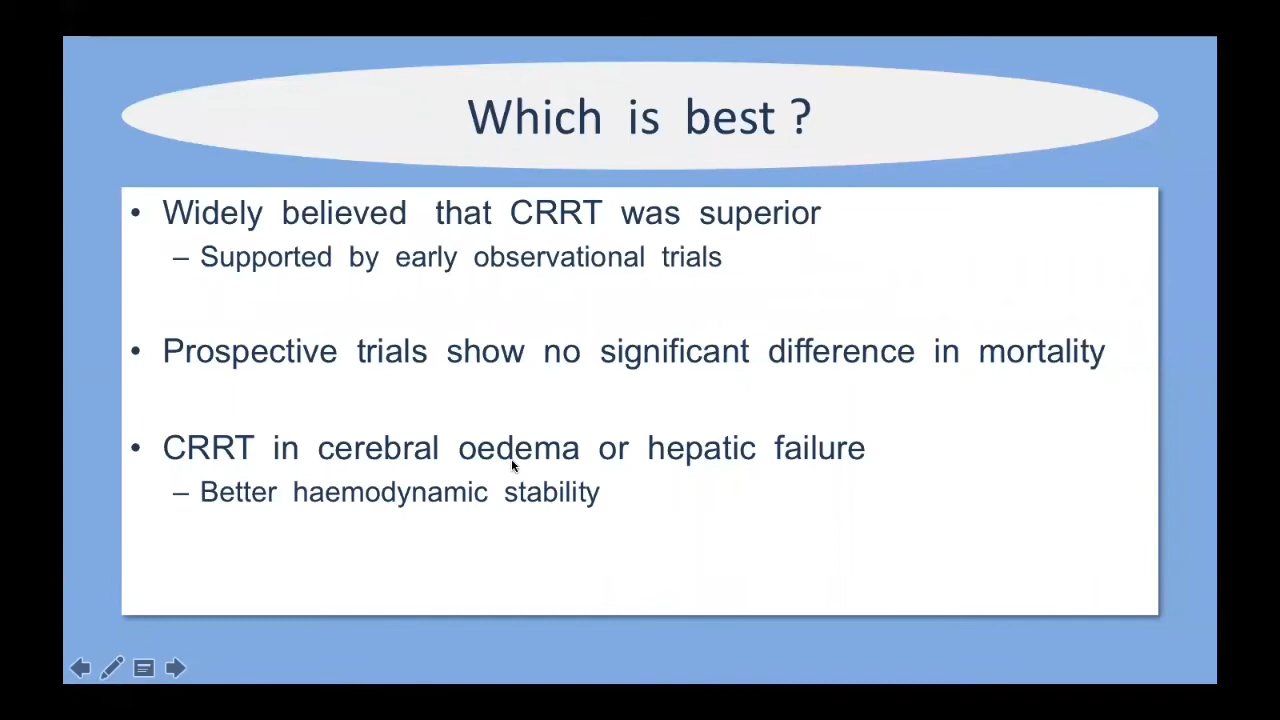 Which is best ?
• Widely believed that CRRT was superior
– Supported by early observational trials
• Prospective trials show no significant difference in mortality
• CRRT in cerebral oedema or hepatic failure
– Better haemodynamic stability